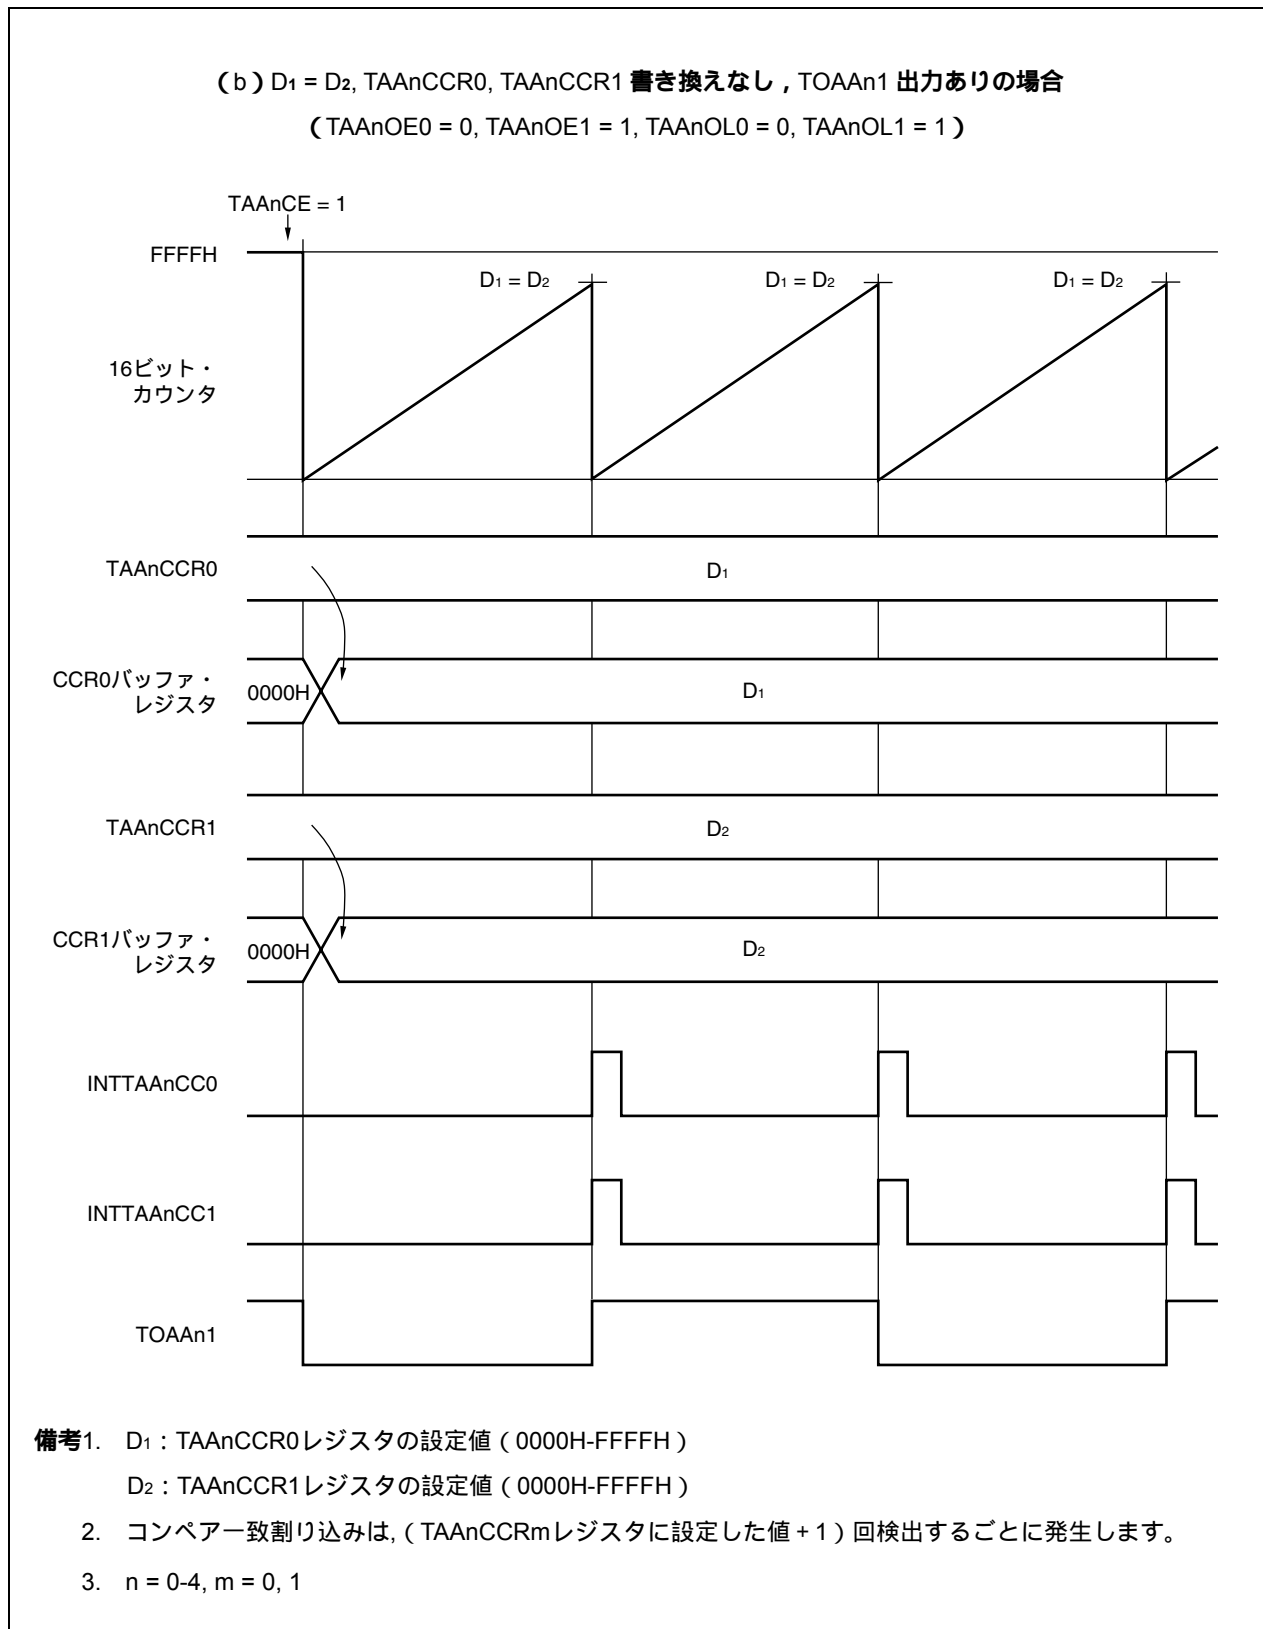 (b)D1 = D2, TAAnCCR0, TAAnCCR1 書き換えなし，TOAAn1 出力ありの場合
（TAAnOE0 = 0, TAAnOE1 = 1, TAAnOL0 = 0, TAAnOL1 = 1）
TAAnCE = 1
FFFFH
D1 = D2
D1 = D2
D1 = D2
16ビット・
カウンタ
TAAnCCR0
D1
CCR0バッファ・
レジスタ
0000H
D1
TAAnCCR1
D2
CCR1バッファ・
レジスタ
0000H
D2
INTTAAnCC0
INTTAAnCC1
TOAAn1
備考1. D1：TAAnCCR0レジスタの設定値（0000H-FFFFH）
D2：TAAnCCR1レジスタの設定値（0000H-FFFFH）
2. コンペア一致割り込みは,（TAAnCCRmレジスタに設定した値＋1）回検出するごとに発生します。
3. n = 0-4, m = 0, 1